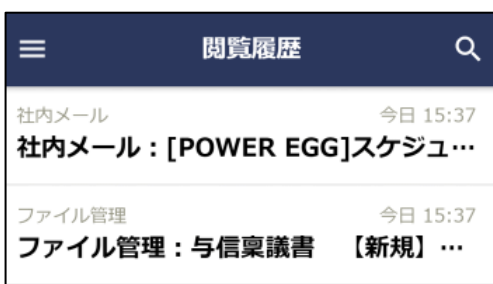 閲覧履歴
社内メール 今日 15:37
社内メール:[POWER EGG]スケジュ…
ファイル管理 今日 15:37
ファイル管理:与信稟議書 【新規】 …